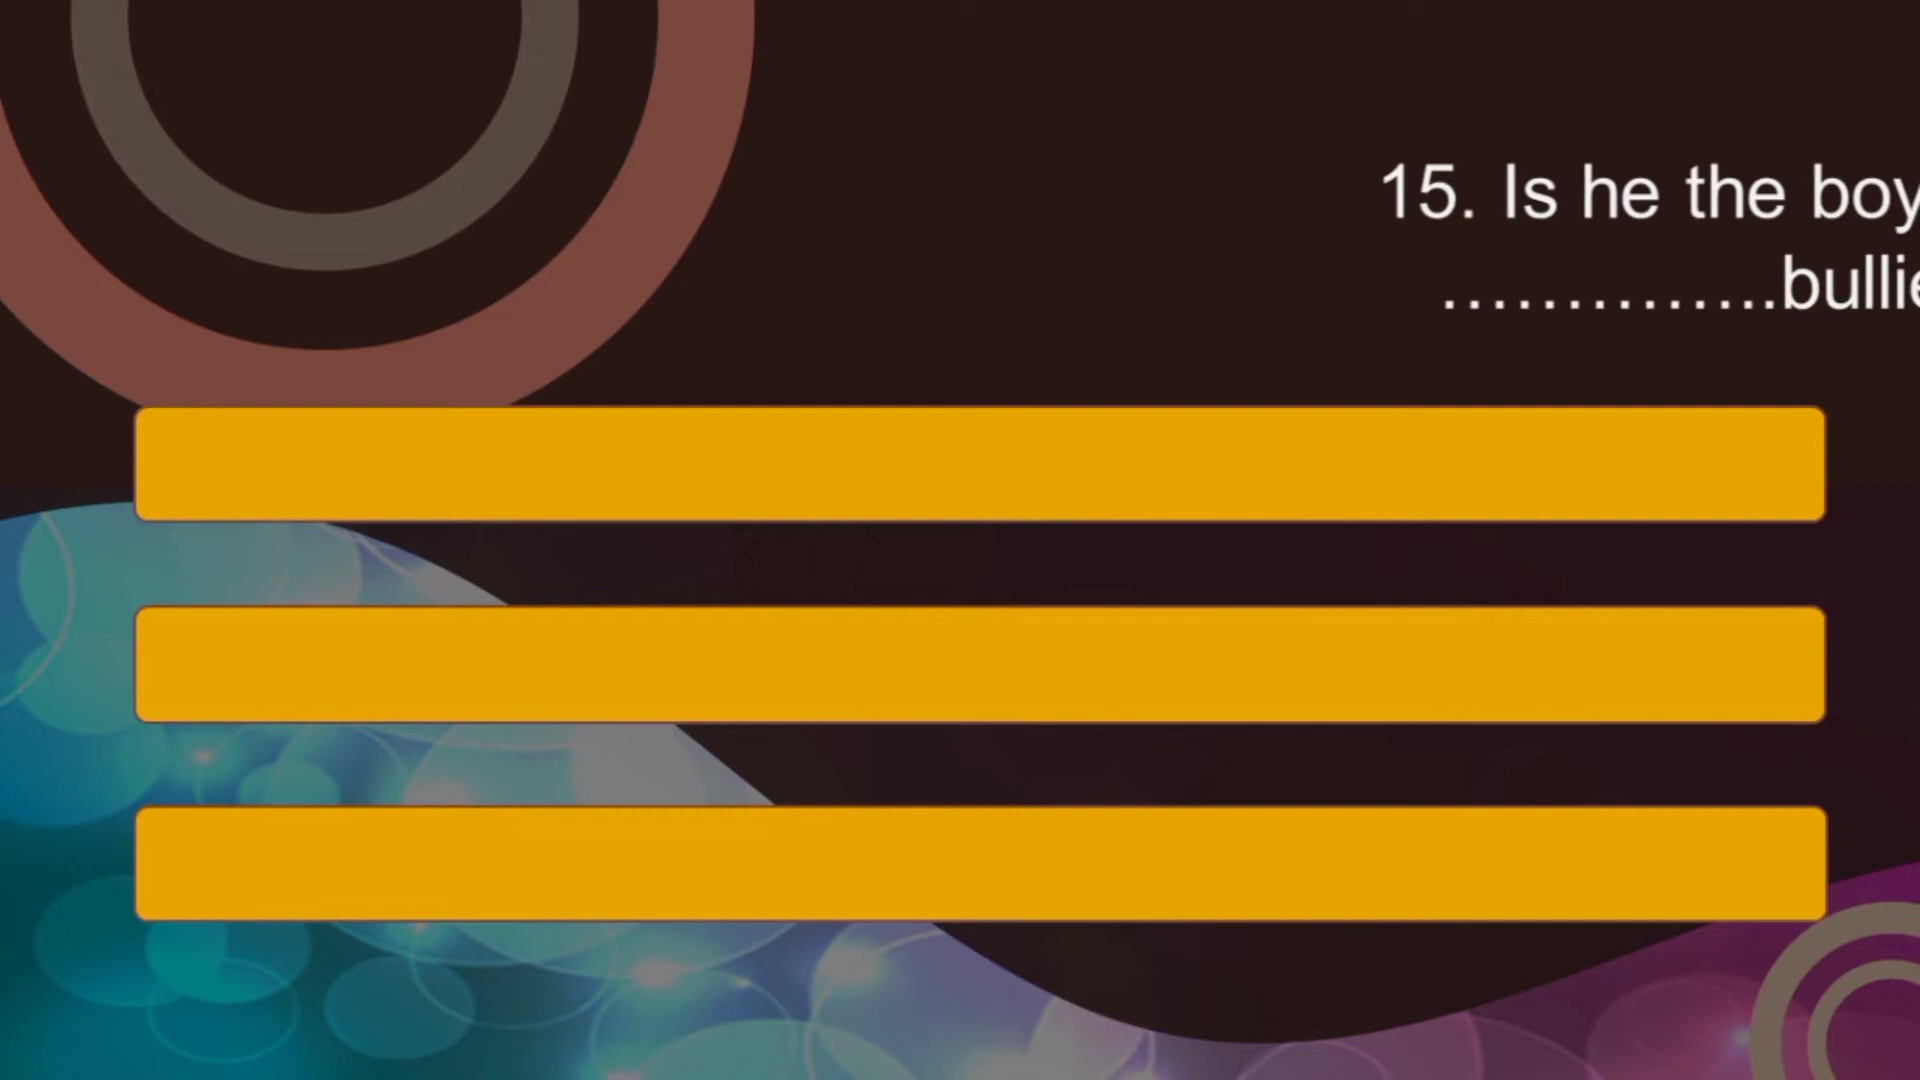 15. Is he the boy
..............bullie